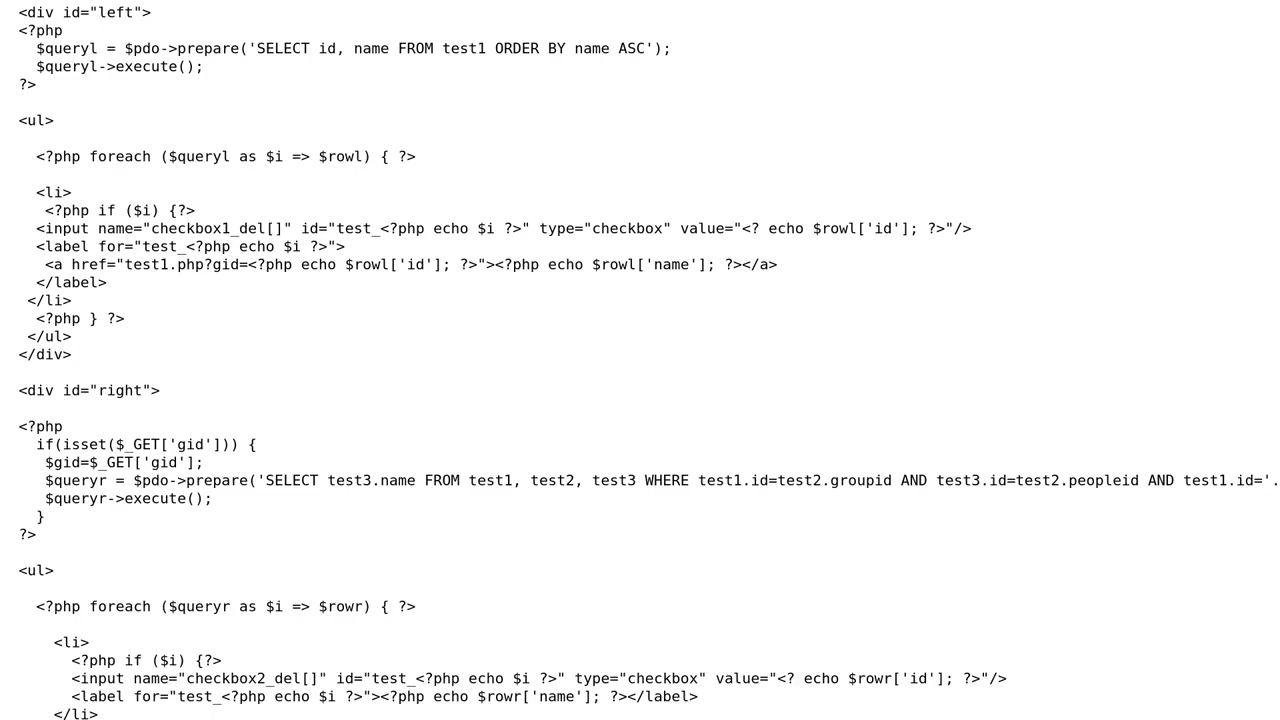 <div id="left">
<?php
$queryl = $pdo->prepare('SELECT id, name FROM test1 ORDER BY name ASC');
$queryl->execute();
?>
<ul>
<?php foreach ($queryl as $i => $rowl) { ?>
<li>
<?php if ($i) {?>
<input name="checkbox1_del[]" id="test_<?php echo $i ?>" type="checkbox" value="<? echo $rowl['id']; ?>"/>
<label for="test_<?php echo $i ?>">
<a href="test1.php?gid=<?php echo $rowl['id']; ?>"><?php echo $rowl['name']; ?></a>
</label>
</li>
<?php } ?>
</ul>
</div>
<div id="right">
<?php
if(isset($_GET['gid'])) {
$gid=$_GET['gid'];
$queryr = $pdo->prepare('SELECT test3.name FROM test1, test2, test3 WHERE test1.id=test2.groupid AND test3.id=test2.peopleid AND test1.id='.
$queryr->execute();
}
?>
<ul>
<?php foreach ($queryr as $i => $rowr) { ?>
<li>
<?php if ($i) {?>
<input name="checkbox2_del[]" id="test_<?php echo $i ?>" type="checkbox" value="<? echo $rowr['id']; ?>"/>
<label for="test_<?php echo $i ?>"><?php echo $rowr['name']; ?></label>
</li>